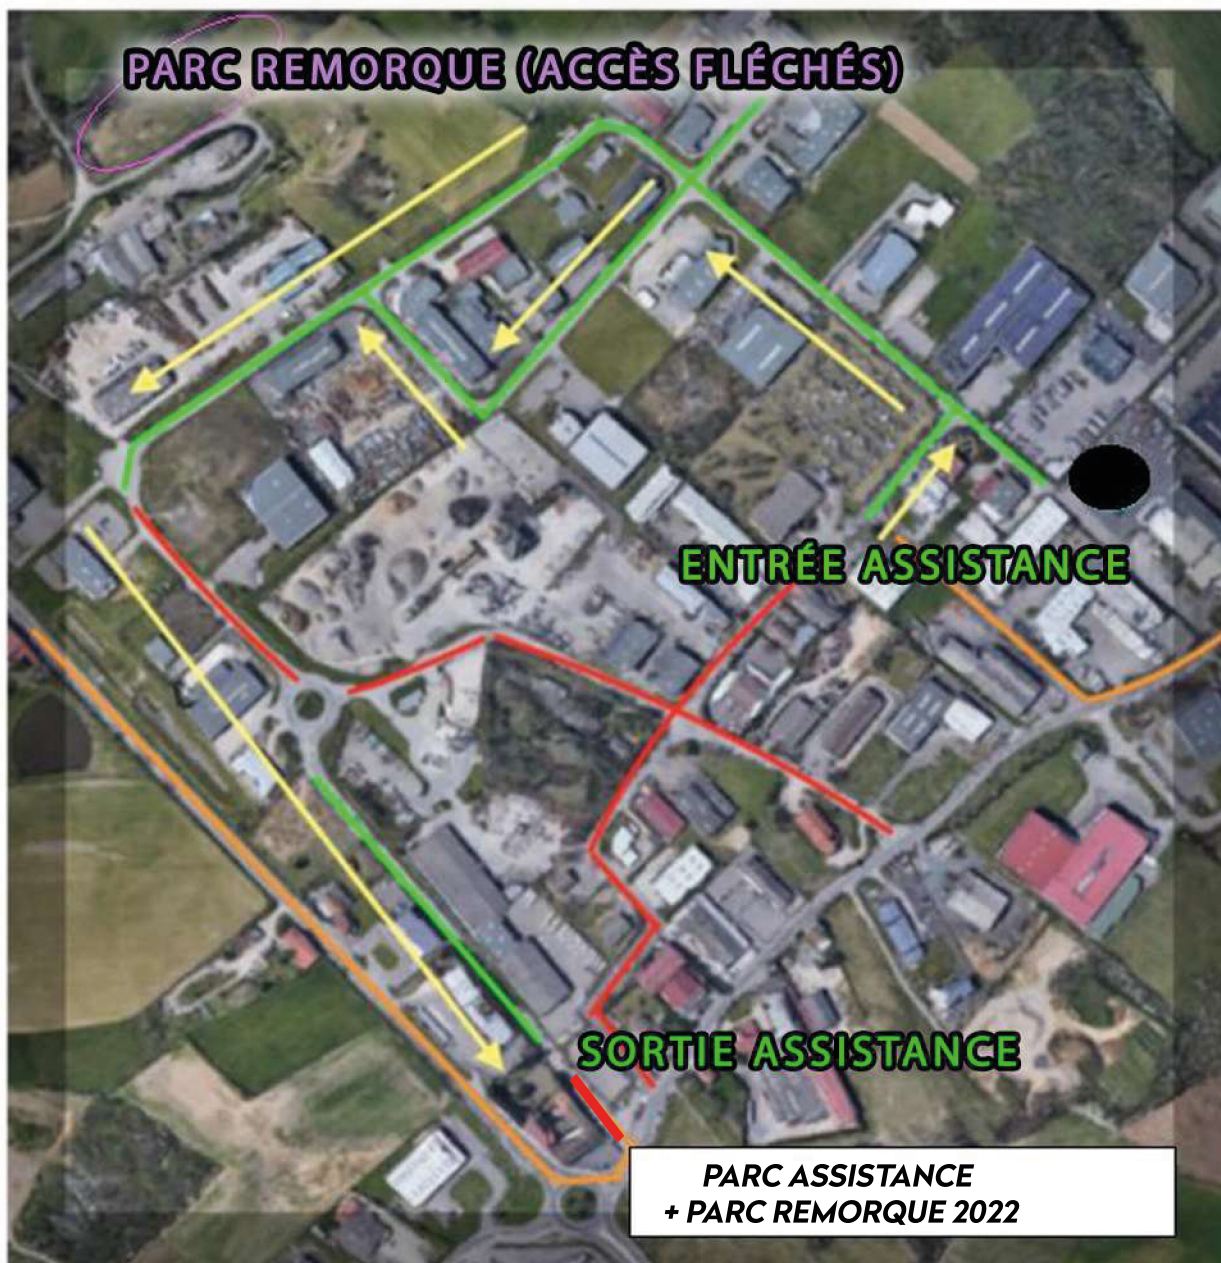 PARC REMORQUE (ACCÈS FLÉCHÉS)
ENTRÉE ASSISTANCE
SORTIE ASSISTANCE
PARC ASSISTANCE
+ PARC REMORQUE 2022